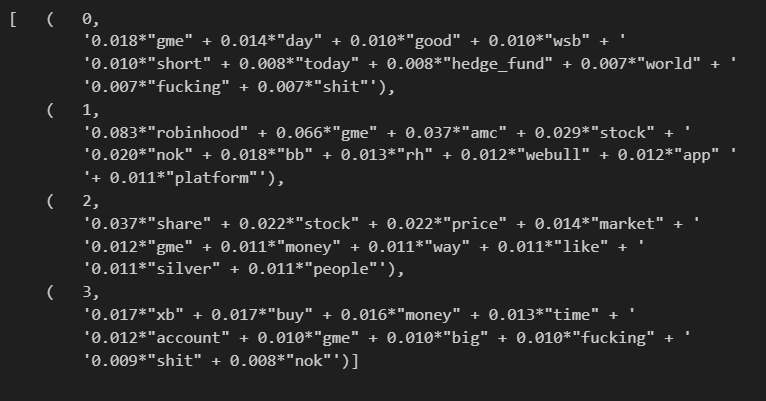 [   (   0,
        '0.018*"gme" + 0.014*"day" + 0.010*"good" + 0.010*"wsb" + '
        '0.010*"short" + 0.008*"today" + 0.008*"hedge_fund" + 0.007*"world" + '
        '0.007*"fucking" + 0.007*"shit"'),
    (   1,
        '0.083*"robinhood" + 0.066*"gme" + 0.037*"amc" + 0.029*"stock" + '
        '0.020*"nok" + 0.018*"bb" + 0.013*"rh" + 0.012*"webull" + 0.012*"app" '
        '+ 0.011*"platform"'),
    (   2,
        '0.037*"share" + 0.022*"stock" + 0.022*"price" + 0.014*"market" + '
        '0.012*"gme" + 0.011*"money" + 0.011*"way" + 0.011*"like" + '
        '0.011*"silver" + 0.011*"people"'),
    (   3,
        '0.017*"xb" + 0.017*"buy" + 0.016*"money" + 0.013*"time" + '
        '0.012*"account" + 0.010*"gme" + 0.010*"big" + 0.010*"fucking" + '
        '0.009*"shit" + 0.008*"nok"')]